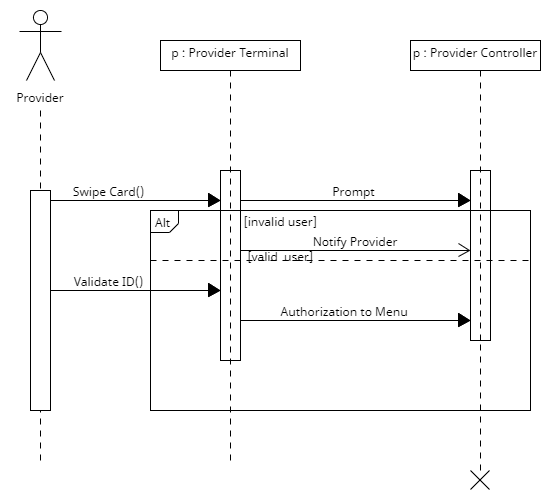 p : Provider Terminal
p : Provider Controller
Provider
Swipe Card()
Prompt
Alt
[invalid user]
Notify Provider
[valid user]
Validate ID()
Authorization to Menu